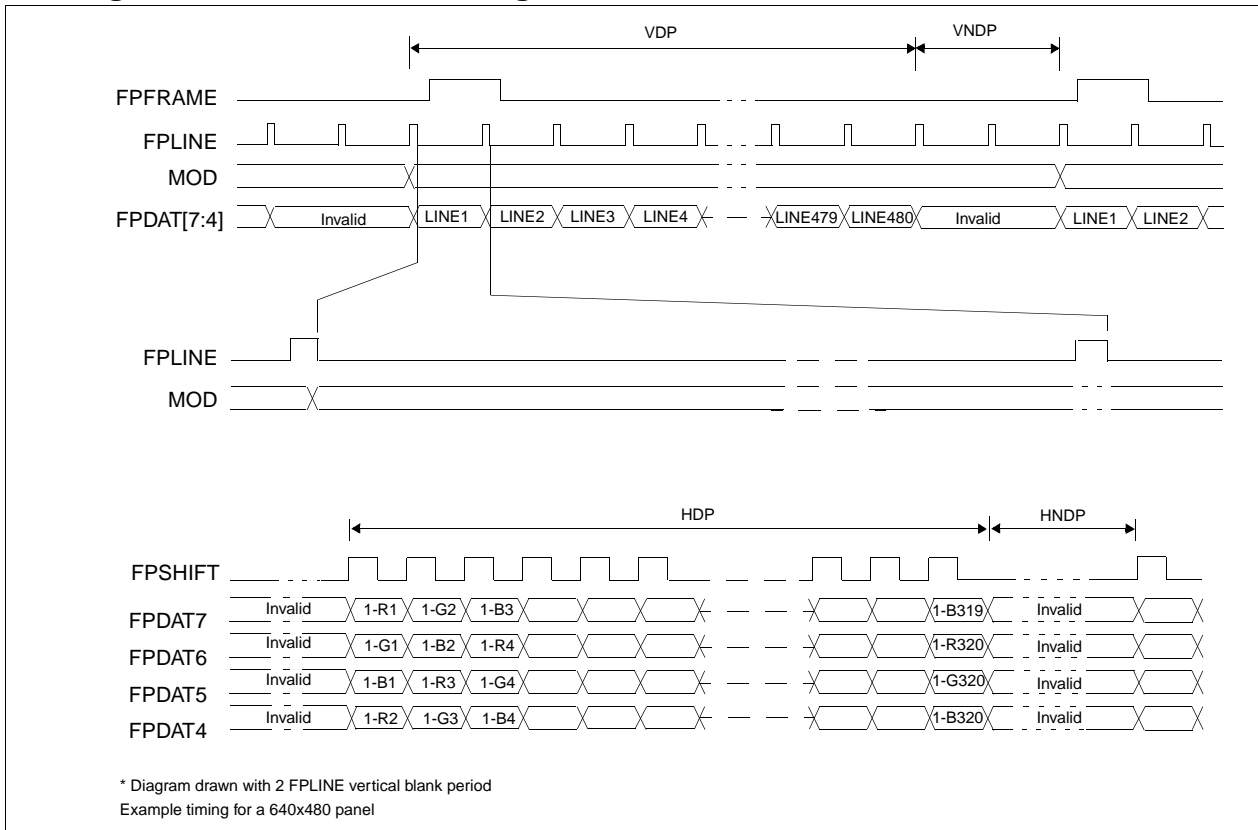 VDP VNDP
FPFRAME
FPLINE
MOD
FPDAT[7:4] Invalid LINE1 LINE2 LINE3 LINE4 LINE479 LINE480 Invalid LINE1 LINE2
FPLINE
MOD
HDP HNDP
FPSHIFT
FPDAT7 Invalid 1-R1 1-G2 1-B3 1-B319 Invalid
FPDAT6 Invalid 1-G1 1-B2 1-R4 1-R320 Invalid
FPDAT5 Invalid 1-B1 1-R3 1-G4 1-G320 Invalid
FPDAT4 Invalid 1-R2 1-G3 1-B4 1-B320 Invalid
* Diagram drawn with 2 FPLINE vertical blank period
Example timing for a 640x480 panel